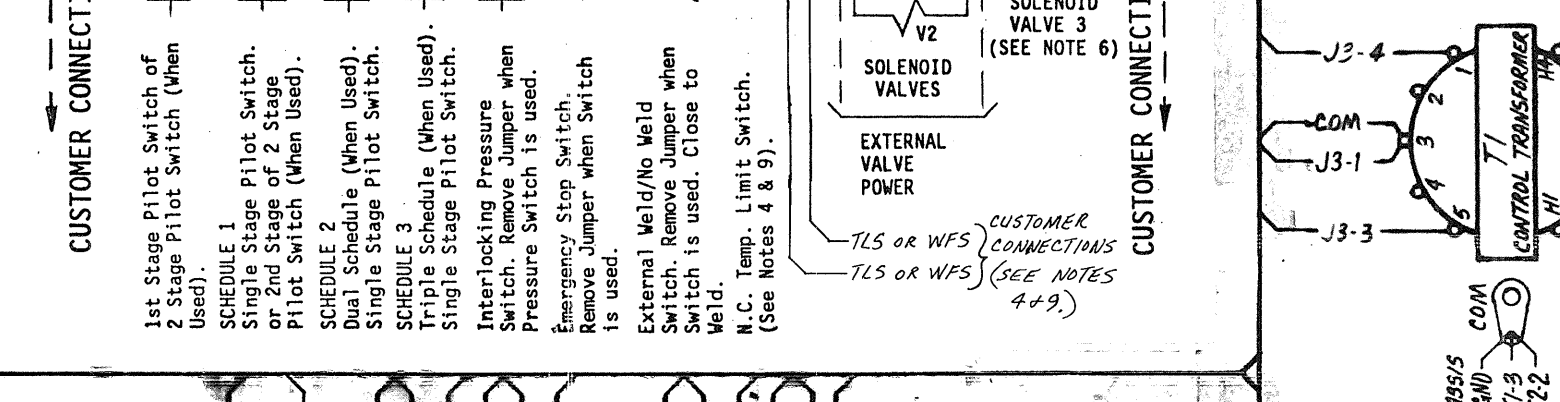 CUSTOMER CONNECTI
1st Stage Pilot Switch of
2 Stage Pilot Switch (When
Used).
SCHEDULE 1
Single Stage Pilot Switch.
or 2nd Stage of 2 Stage
Pilot Switch (When Used).
SCHEDULE 2
Dual Schedule (When Used).
Single Stage Pilot Switch.
SCHEDULE 3
Triple Schedule (When Used).
Single Stage Pilot Switch.
Interlocking Pressure
Switch. Remove Jumper when
Pressure Switch is used.
Emergency Stop Switch.
Remove Jumper when Switch
is used.
External Weld/No Weld
Switch. Remove Jumper when
Switch is used. Close to
Weld.
N.C. Temp. Limit Switch.
(See Notes 4 & 9).
V2
SOLENOID
VALVES
SOLENOID
VALVE 3
(SEE NOTE 6)
EXTERNAL
VALVE
POWER
TLS OR WFS
TLS OR WFS
CUSTOMER
CONNECTIONS
(SEE NOTES
4 & 9.)
CUSTOMER CONNECTI
J3-4
COM
J3-1
J3-3
1
2
3
4
5
T1
CONTROL TRANSFORMER
H4
H1
COM
GND
2-2